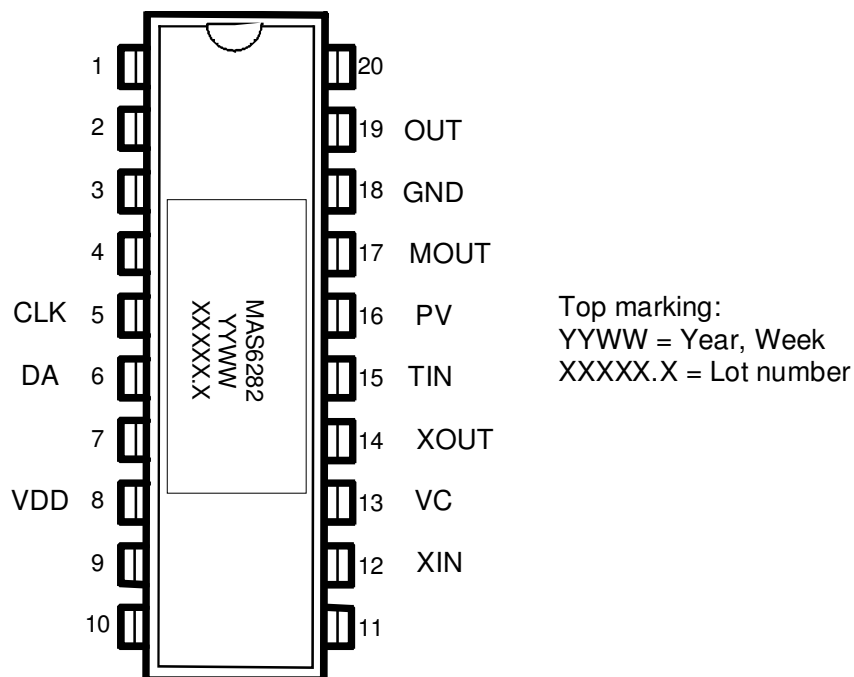 1 20
2 19 OUT
3 18 GND
4 17 MOUT
CLK 5 16 PV
DA 6 15 TIN
7 14 XOUT
VDD 8 13 VC
9 12 XIN
10 11
MAS6282
YYWW
XXXXX.X
Top marking:
YYWW = Year, Week
XXXXX.X = Lot number